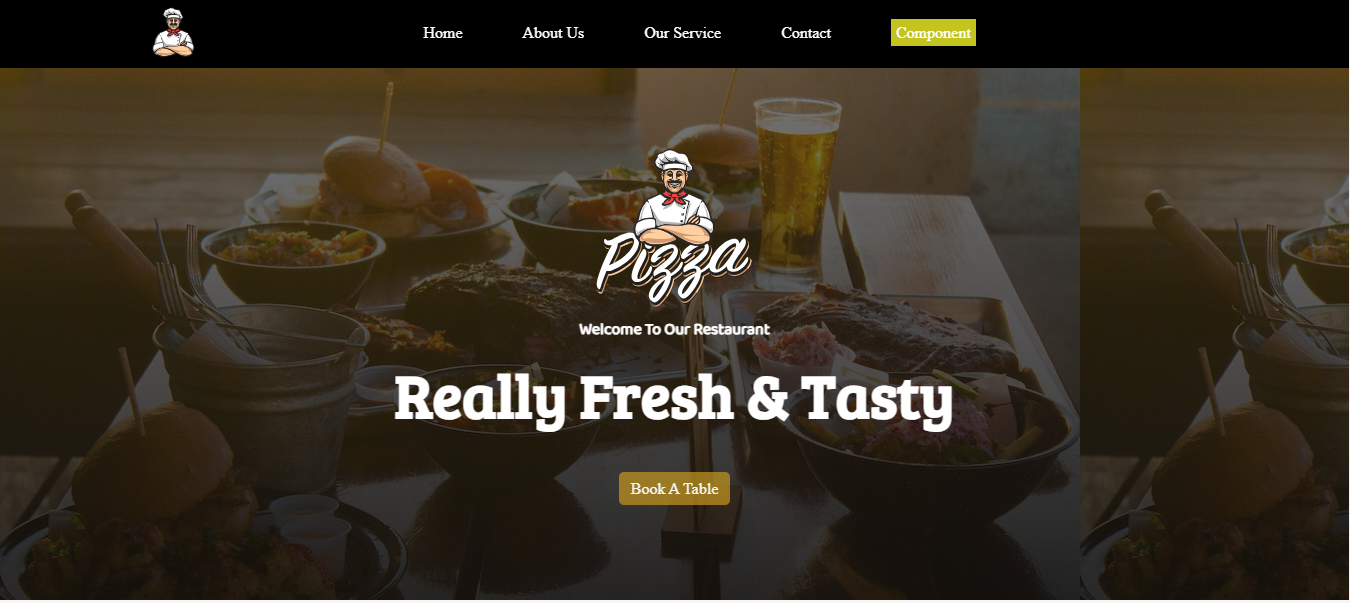 Home About Us Our Service Contact Component
Pizza
Welcome To Our Restaurant
Really Fresh & Tasty
Book A Table